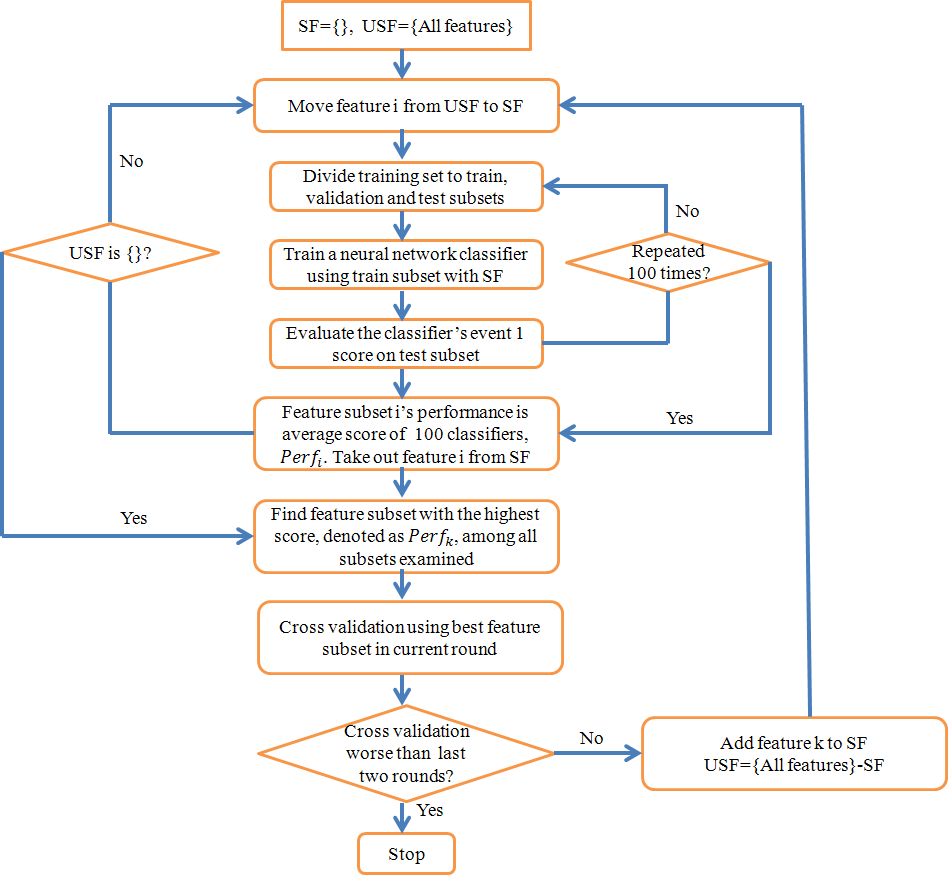 SF={}, USF={All features}
Move feature i from USF to SF
No
Divide training set to train,
validation and test subsets
No
USF is {}?
Train a neural network classifier
using train subset with SF
Repeated
100 times?
Evaluate the classifier's event 1
score on test subset
Feature subset i's performance is
average score of 100 classifiers,
Perfᵢ. Take out feature i from SF
Yes
Yes
Find feature subset with the highest
score, denoted as Perfₖ, among all
subsets examined
Cross validation using best feature
subset in current round
Cross validation
worse than last
two rounds?
No
Add feature k to SF
USF={All features}-SF
Yes
Stop